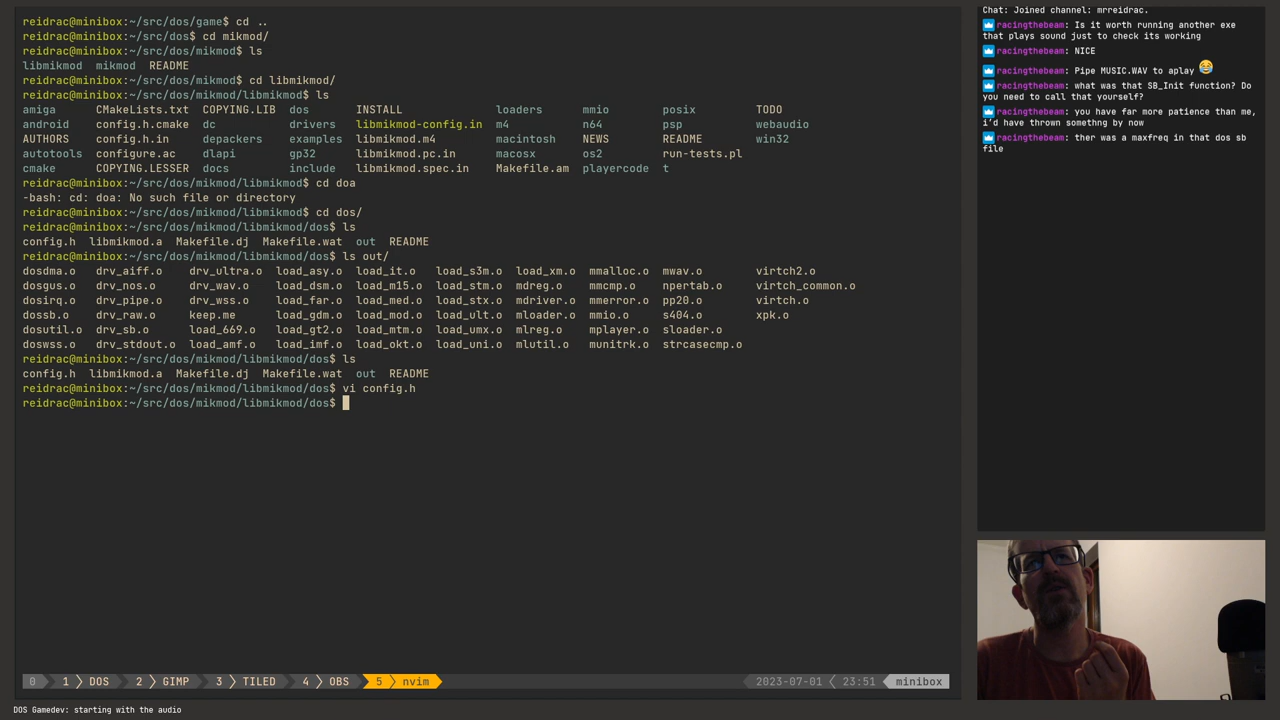 reidrac@minibox:~/src/dos/game$ cd ..
reidrac@minibox:~/src/dos$ cd mikmod/
reidrac@minibox:~/src/dos/mikmod$ ls
libmikmod  mikmod  README
reidrac@minibox:~/src/dos/mikmod$ cd libmikmod/
reidrac@minibox:~/src/dos/mikmod/libmikmod$ ls
amiga  CMakeLists.txt  COPYING.LIB  dos  INSTALL  loaders  mmio  posix  TODO
android  config.h.cmake  dc  drivers  libmikmod-config.in  m4  n64  psp  webaudio
AUTHORS  config.h.in  depackers  examples  libmikmod.m4  macintosh  NEWS  README  win32
autotools  configure.ac  dlapi  gp32  libmikmod.pc.in  macosx  os2  run-tests.pl
cmake  COPYING.LESSER  docs  include  libmikmod.spec.in  Makefile.am  playercode  t
reidrac@minibox:~/src/dos/mikmod/libmikmod$ cd doa
-bash: cd: doa: No such file or directory
reidrac@minibox:~/src/dos/mikmod/libmikmod$ cd dos/
reidrac@minibox:~/src/dos/mikmod/libmikmod/dos$ ls
config.h  libmikmod.a  Makefile.dj  Makefile.wat  out  README
reidrac@minibox:~/src/dos/mikmod/libmikmod/dos$ ls out/
dosdma.o  drv_aiff.o  drv_ultra.o  load_asy.o  load_it.o  load_s3m.o  load_xm.o  mmalloc.o  mwav.o  virtch2.o
dosgus.o  drv_nos.o  drv_wav.o  load_dsm.o  load_m15.o  load_stm.o  mdreg.o  mmcmp.o  npertab.o  virtch_common.o
dosirq.o  drv_pipe.o  drv_wss.o  load_far.o  load_med.o  load_stx.o  mdriver.o  mmerror.o  pp20.o  virtch.o
dossb.o  drv_raw.o  keep.me  load_gdm.o  load_mod.o  load_ult.o  mloader.o  mmio.o  s404.o  xpk.o
dosutil.o  drv_sb.o  load_669.o  load_gt2.o  load_mtm.o  load_umx.o  mlreg.o  mplayer.o  sloader.o
doswss.o  drv_stdout.o  load_amf.o  load_imf.o  load_okt.o  load_uni.o  mlutil.o  munitrk.o  strcasecmp.o
reidrac@minibox:~/src/dos/mikmod/libmikmod/dos$ ls
config.h  libmikmod.a  Makefile.dj  Makefile.wat  out  README
reidrac@minibox:~/src/dos/mikmod/libmikmod/dos$ vi config.h
reidrac@minibox:~/src/dos/mikmod/libmikmod/dos$
0  1  DOS  2  GIMP  3  TILED  4  OBS  5  nvim  2023-07-01  23:51  minibox
DOS Gamedev: starting with the audio
Chat: Joined channel: mrreidrac.
racingthebeam: Is it worth running another exe
that plays sound just to check its working
racingthebeam: NICE
racingthebeam: Pipe MUSIC.WAV to aplay 😂
racingthebeam: what was that SB_Init function? Do
you need to call that yourself?
racingthebeam: you have far more patience than me,
i'd have thrown somethng by now
racingthebeam: ther was a maxfreq in that dos sb
file